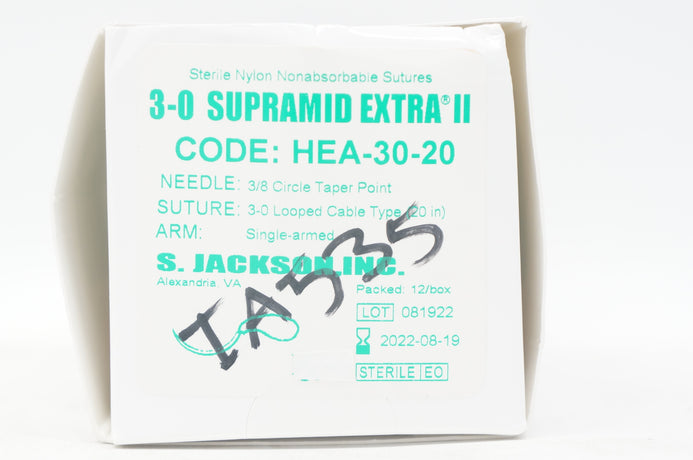 Sterile Nylon Nonabsorbable Sutures
3-0 SUPRAMID EXTRA® II
CODE: HEA-30-20
NEEDLE: 3/8 Circle Taper Point
SUTURE: 3-0 Looped Cable Type (20 in)
ARM: Single-armed
S. JACKSON, INC.
Alexandria, VA
Packed: 12/box
LOT 081922
2022-08-19
STERILE EO
IA535